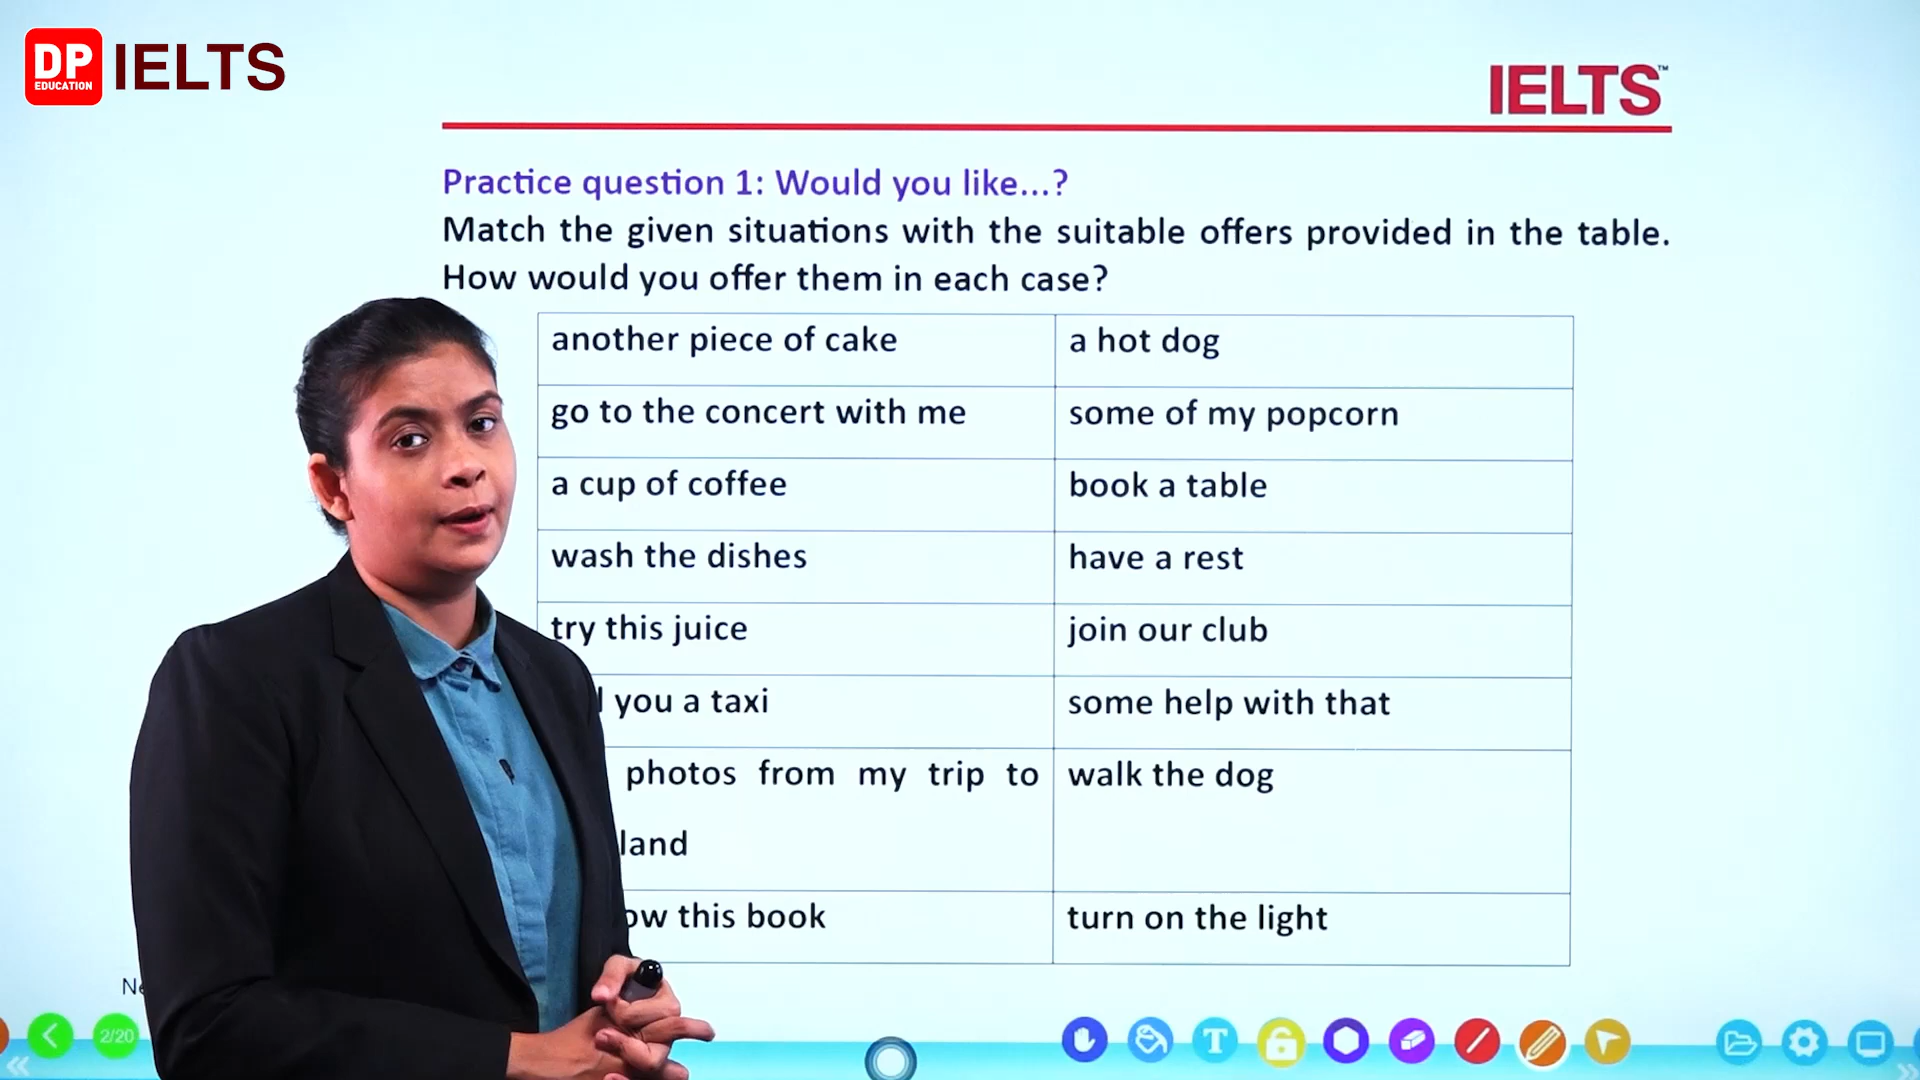 DP
EDUCATION
IELTS
IELTS™
Practice question 1: Would you like...?
Match the given situations with the suitable offers provided in the table.
How would you offer them in each case?
another piece of cake
a hot dog
go to the concert with me
some of my popcorn
a cup of coffee
book a table
wash the dishes
have a rest
try this juice
join our club
you a taxi
some help with that
photos from my trip to
walk the dog
land
this book
turn on the light
2/20
T